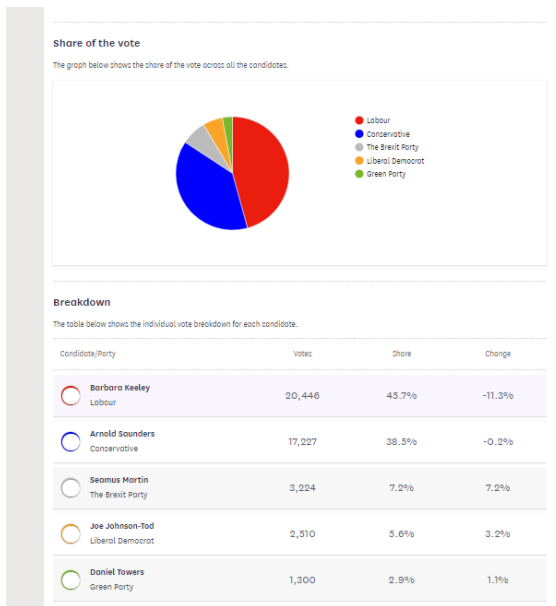 Share of the vote
The graph below shows the share of the vote across all the candidates.
Labour
Conservative
The Brexit Party
Liberal Democrat
Green Party
Breakdown
The table below shows the individual vote breakdown for each candidate.
Candidate/Party Votes Share Change
Barbara Keeley
Labour
20,446 45.7% -11.3%
Arnold Saunders
Conservative
17,227 38.5% -0.2%
Seamus Martin
The Brexit Party
3,224 7.2% 7.2%
Joe Johnson-Tod
Liberal Democrat
2,510 5.6% 3.2%
Daniel Towers
Green Party
1,300 2.9% 1.1%